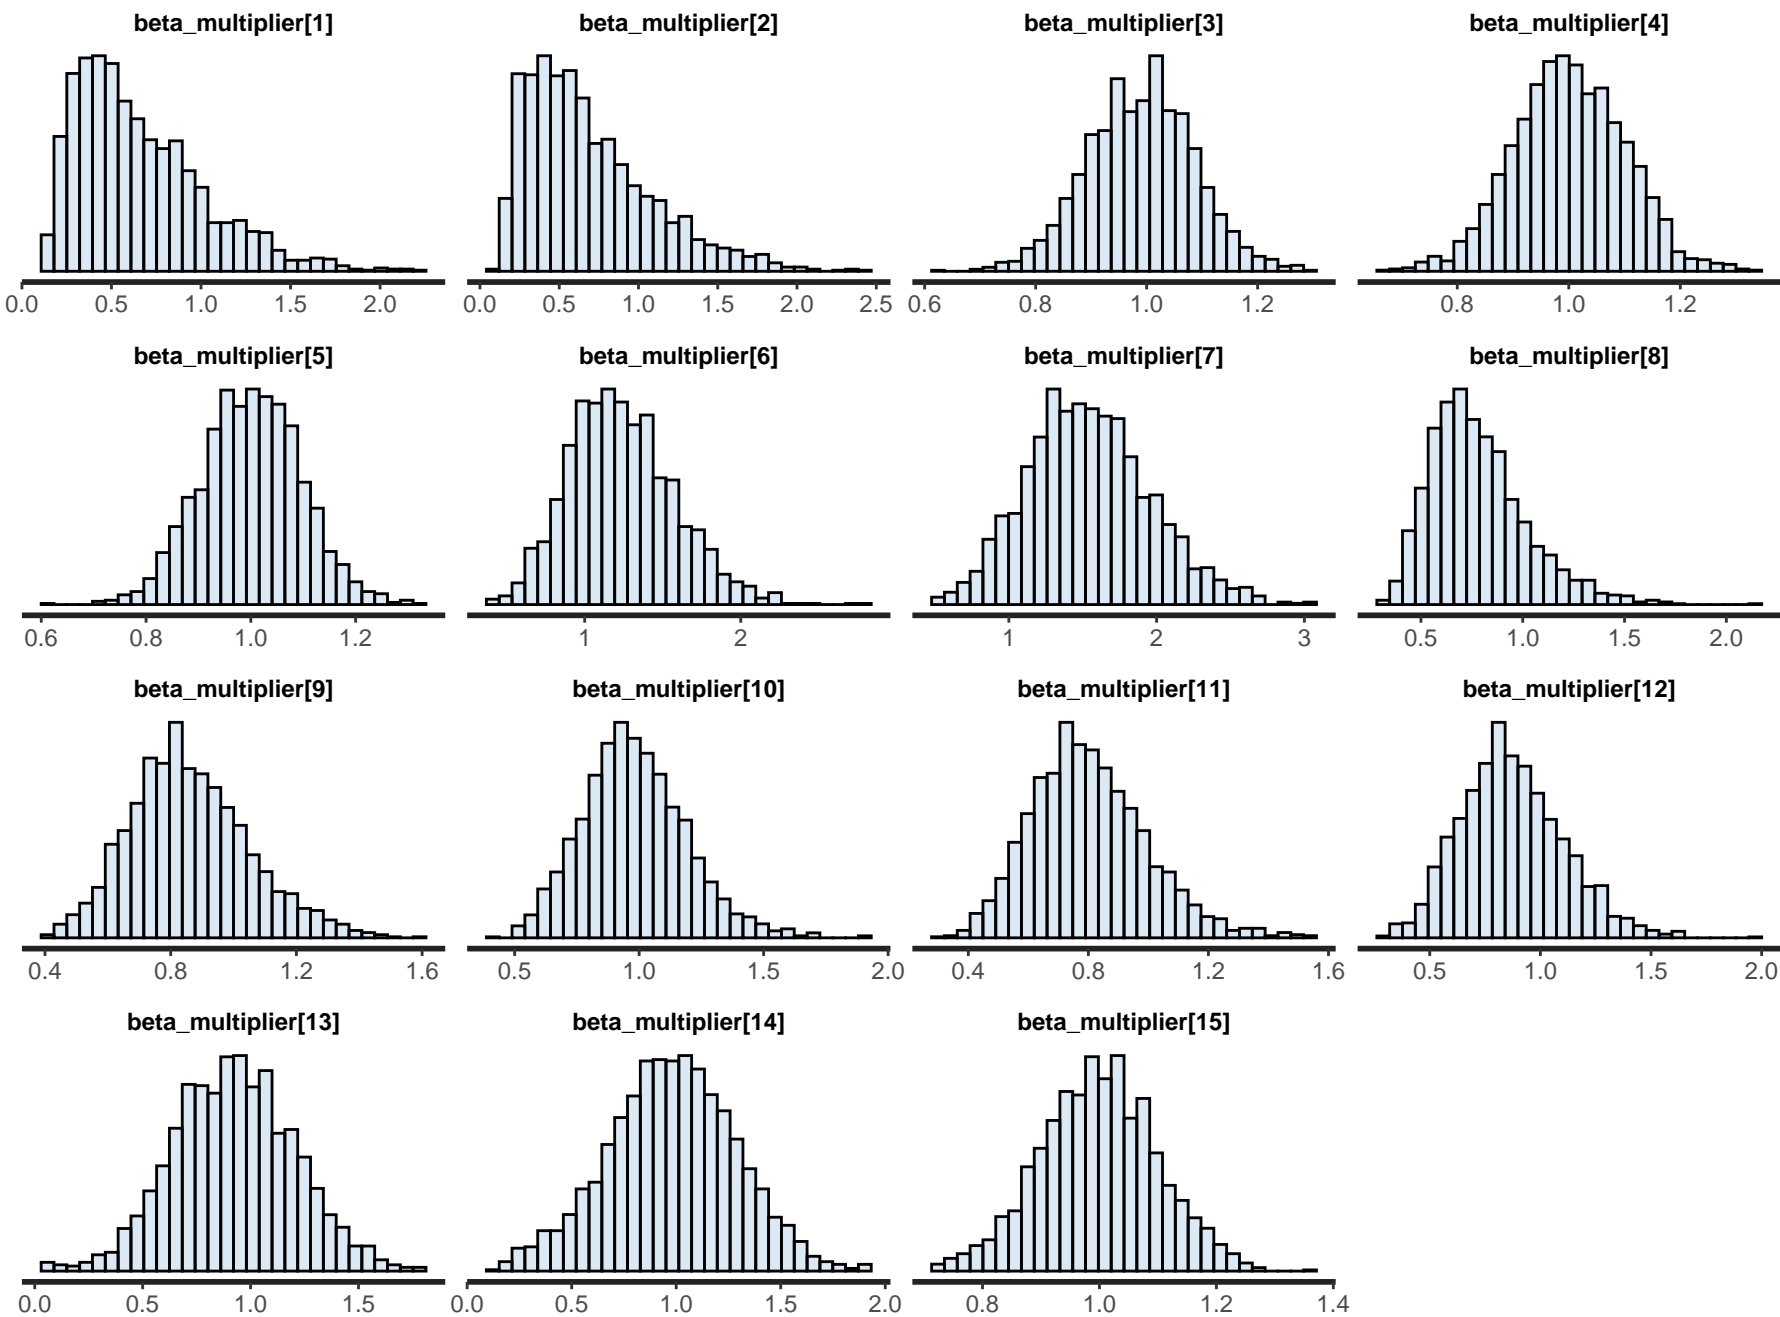 beta_multiplier[1] beta_multiplier[2] beta_multiplier[3] beta_multiplier[4]
0.0 0.5 1.0 1.5 2.0 0.0 0.5 1.0 1.5 2.0 2.5 0.6 0.8 1.0 1.2 0.8 1.0 1.2
beta_multiplier[5] beta_multiplier[6] beta_multiplier[7] beta_multiplier[8]
0.6 0.8 1.0 1.2 1 2 1 2 3 0.5 1.0 1.5 2.0
beta_multiplier[9] beta_multiplier[10] beta_multiplier[11] beta_multiplier[12]
0.4 0.8 1.2 1.6 0.5 1.0 1.5 2.0 0.4 0.8 1.2 1.6 0.5 1.0 1.5 2.0
beta_multiplier[13] beta_multiplier[14] beta_multiplier[15]
0.0 0.5 1.0 1.5 0.0 0.5 1.0 1.5 2.0 0.8 1.0 1.2 1.4